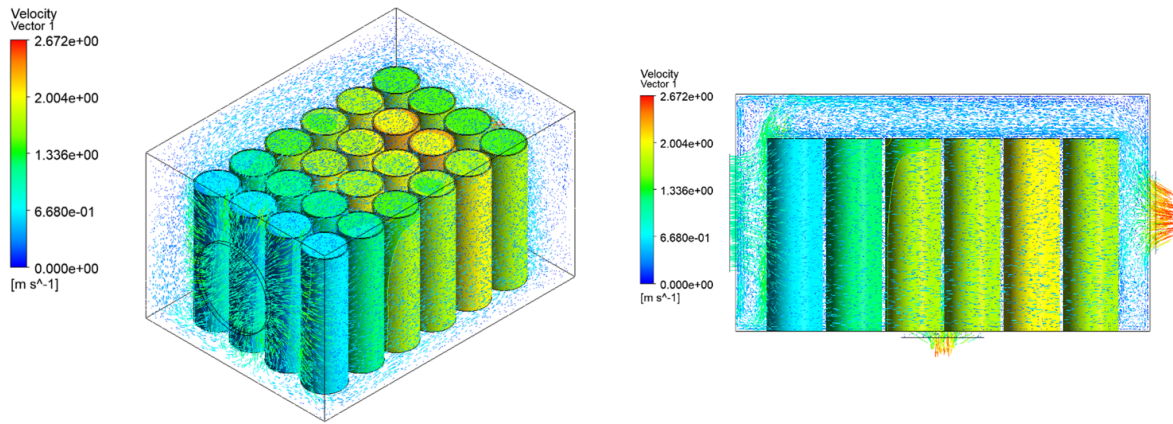 Velocity
Vector 1
2.672e+00
2.004e+00
1.336e+00
6.680e-01
0.000e+00
[m s^-1]
Velocity
Vector 1
2.672e+00
2.004e+00
1.336e+00
6.680e-01
0.000e+00
[m s^-1]